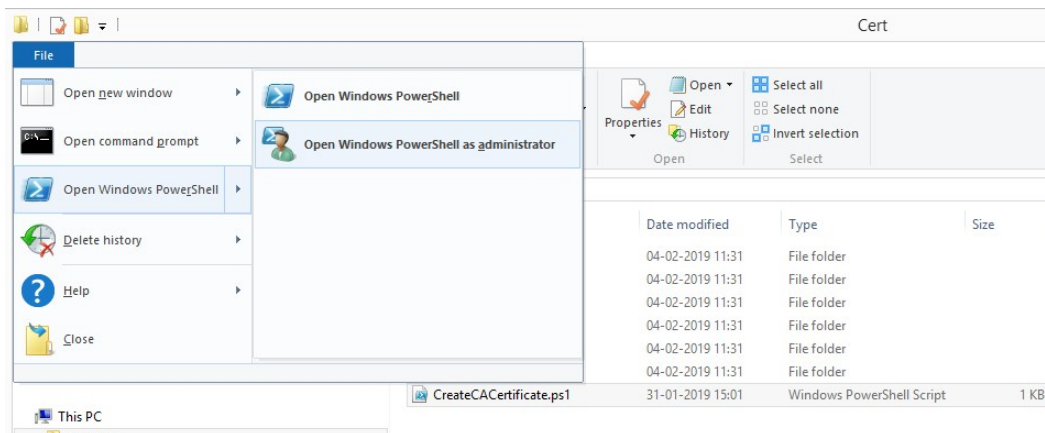 Cert
File
Open new window
Open command prompt
Open Windows PowerShell
Delete history
Help
Close
Open Windows PowerShell
Open Windows PowerShell as administrator
Properties
Open
Edit
History
Open
Select all
Select none
Invert selection
Select
Date modified Type Size
04-02-2019 11:31 File folder
04-02-2019 11:31 File folder
04-02-2019 11:31 File folder
04-02-2019 11:31 File folder
04-02-2019 11:31 File folder
04-02-2019 11:31 File folder
CreateCACertificate.ps1 31-01-2019 15:01 Windows PowerShell Script 1 KB
This PC